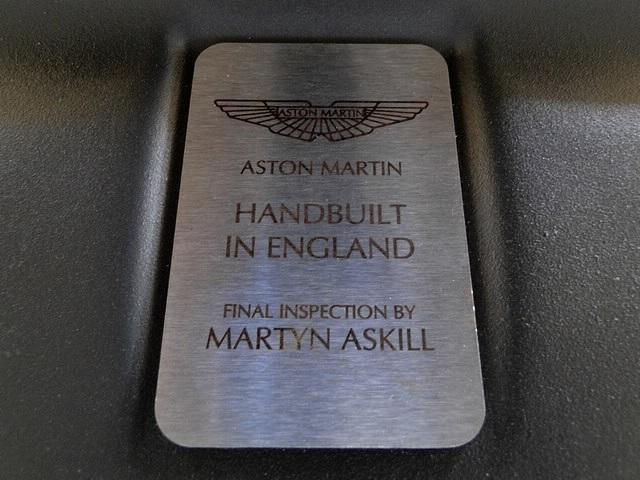 ASTON MARTIN
ASTON MARTIN
HANDBUILT
IN ENGLAND
FINAL INSPECTION BY
MARTYN ASKILL